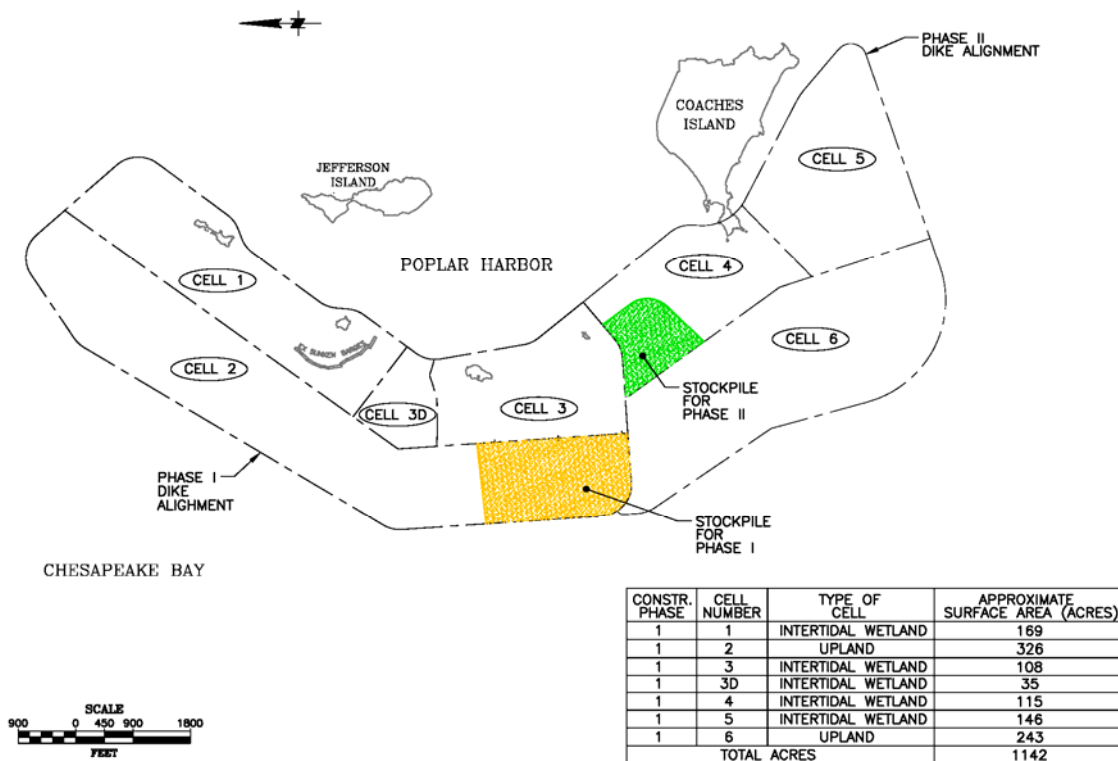 N
PHASE II
DIKE ALIGNMENT
COACHES
ISLAND
CELL 5
JEFFERSON
ISLAND
POPLAR HARBOR
CELL 4
CELL 1
CELL 6
EX SUNKEN BARGES
CELL 2
STOCKPILE
FOR
PHASE II
CELL 3D
CELL 3
PHASE I
DIKE
ALIGHMENT
STOCKPILE
FOR
PHASE I
CHESAPEAKE BAY
CONSTR. PHASE CELL NUMBER TYPE OF CELL APPROXIMATE SURFACE AREA (ACRES)
1 1 INTERTIDAL WETLAND 169
1 2 UPLAND 326
1 3 INTERTIDAL WETLAND 108
1 3D INTERTIDAL WETLAND 35
1 4 INTERTIDAL WETLAND 115
1 5 INTERTIDAL WETLAND 146
1 6 UPLAND 243
TOTAL ACRES 1142
SCALE
900 0 450 900 1800
FEET